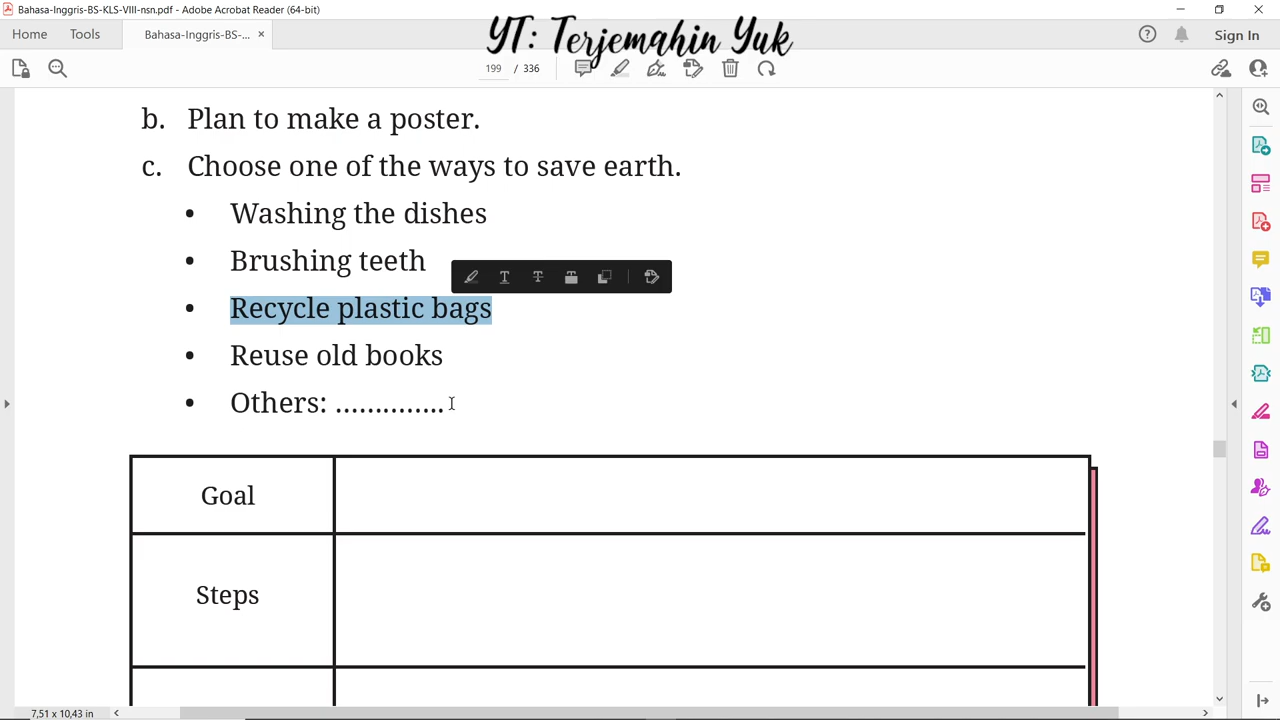 Bahasa-Inggris-BS-KLS-VIII-nsn.pdf - Adobe Acrobat Reader (64-bit)
Home Tools Bahasa-Inggris-BS-... × Sign In
YT: Terjemahin Yuk
199 / 336
b. Plan to make a poster.
c. Choose one of the ways to save earth.
• Washing the dishes
• Brushing teeth
• Recycle plastic bags
• Reuse old books
• Others: ..............
Goal
Steps
7,51 x 10,43 in